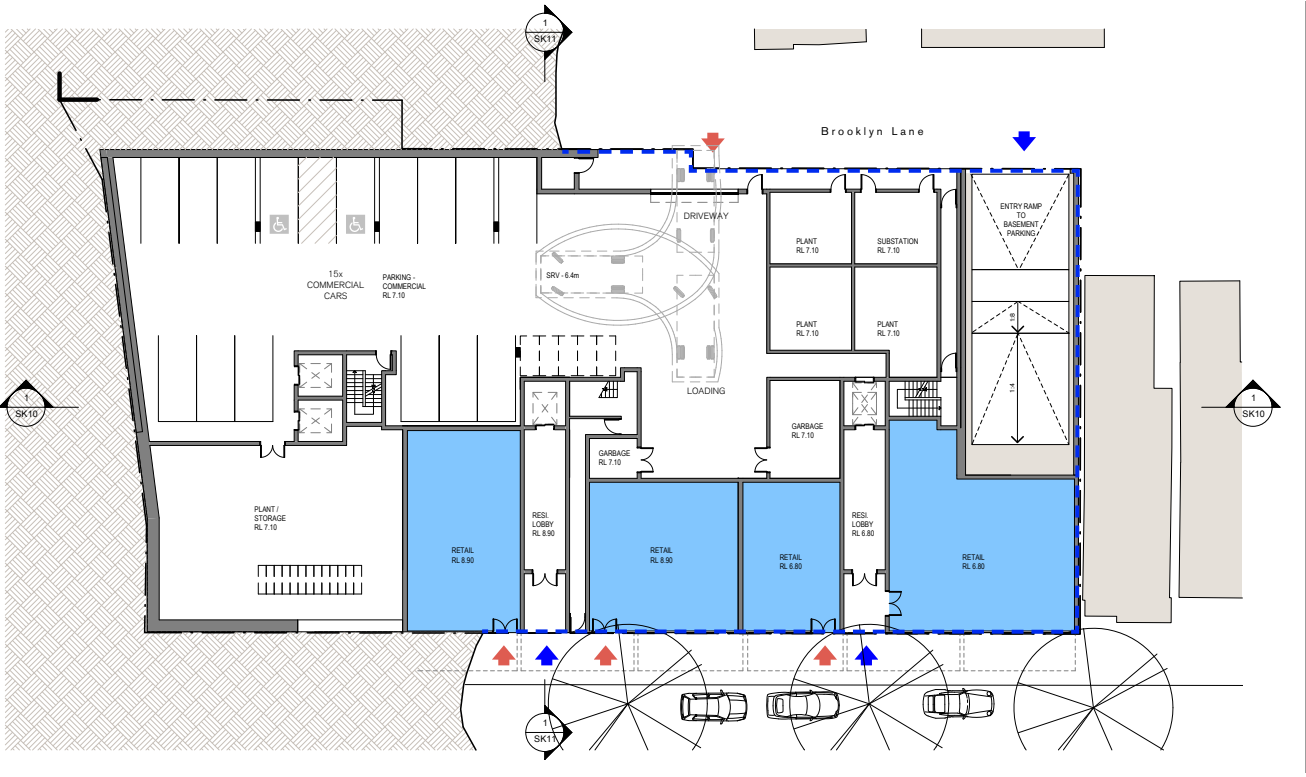 1
SK11
Brooklyn Lane
DRIVEWAY
ENTRY RAMP
TO
BASEMENT
PARKING
PLANT
RL 7.10
SUBSTATION
RL 7.10
15x
COMMERCIAL
CARS
PARKING -
COMMERCIAL
RL 7.10
SRV - 6.4m
PLANT
RL 7.10
PLANT
RL 7.10
1:8
1:4
1
SK10
LOADING
1
SK10
GARBAGE
RL 7.10
GARBAGE
RL 7.10
PLANT /
STORAGE
RL 7.10
RESI.
LOBBY
RL 8.90
RESI.
LOBBY
RL 6.80
RETAIL
RL 8.90
RETAIL
RL 8.90
RETAIL
RL 6.80
RETAIL
RL 6.80
1
SK11